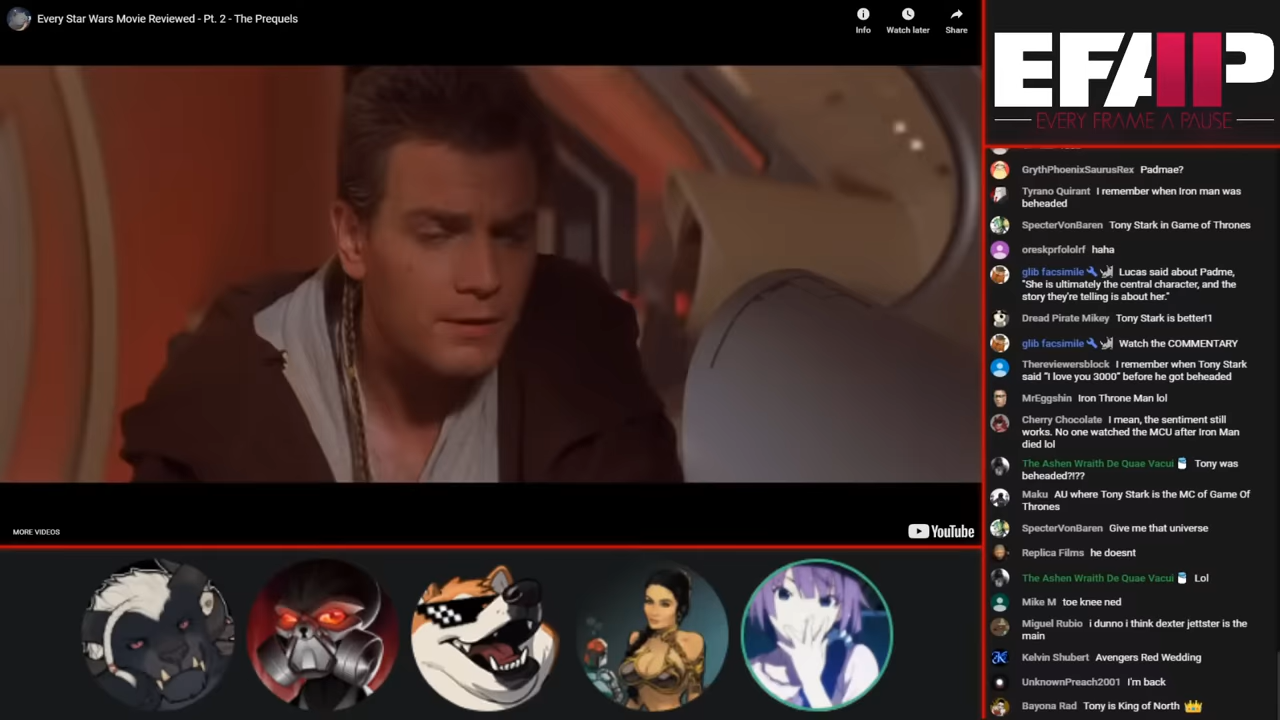 Every Star Wars Movie Reviewed - Pt. 2 - The Prequels
Info
Watch later
Share
MORE VIDEOS
YouTube
EFAP
EVERY FRAME A PAUSE
GrythPhoenixSaurusRex Padmae?
Tyrano Quirant I remember when Iron man was
beheaded
SpecterVonBaren Tony Stark in Game of Thrones
oreskprfololrf haha
glib facsimile Lucas said about Padme,
"She is ultimately the central character, and the
story they're telling is about her."
Dread Pirate Mikey Tony Stark is better!1
glib facsimile Watch the COMMENTARY
Thereviewersblock I remember when Tony Stark
said "I love you 3000" before he got beheaded
MrEggshin Iron Throne Man lol
Cherry Chocolate I mean, the sentiment still
works. No one watched the MCU after Iron Man
died lol
The Ashen Wraith De Quae Vacui Tony was
beheaded?!??
Maku AU where Tony Stark is the MC of Game Of
Thrones
SpecterVonBaren Give me that universe
Replica Films he doesnt
The Ashen Wraith De Quae Vacui Lol
Mike M toe knee ned
Miguel Rubio i dunno i think dexter jettster is the
main
Kelvin Shubert Avengers Red Wedding
UnknownPreach2001 I'm back
Bayona Rad Tony is King of North